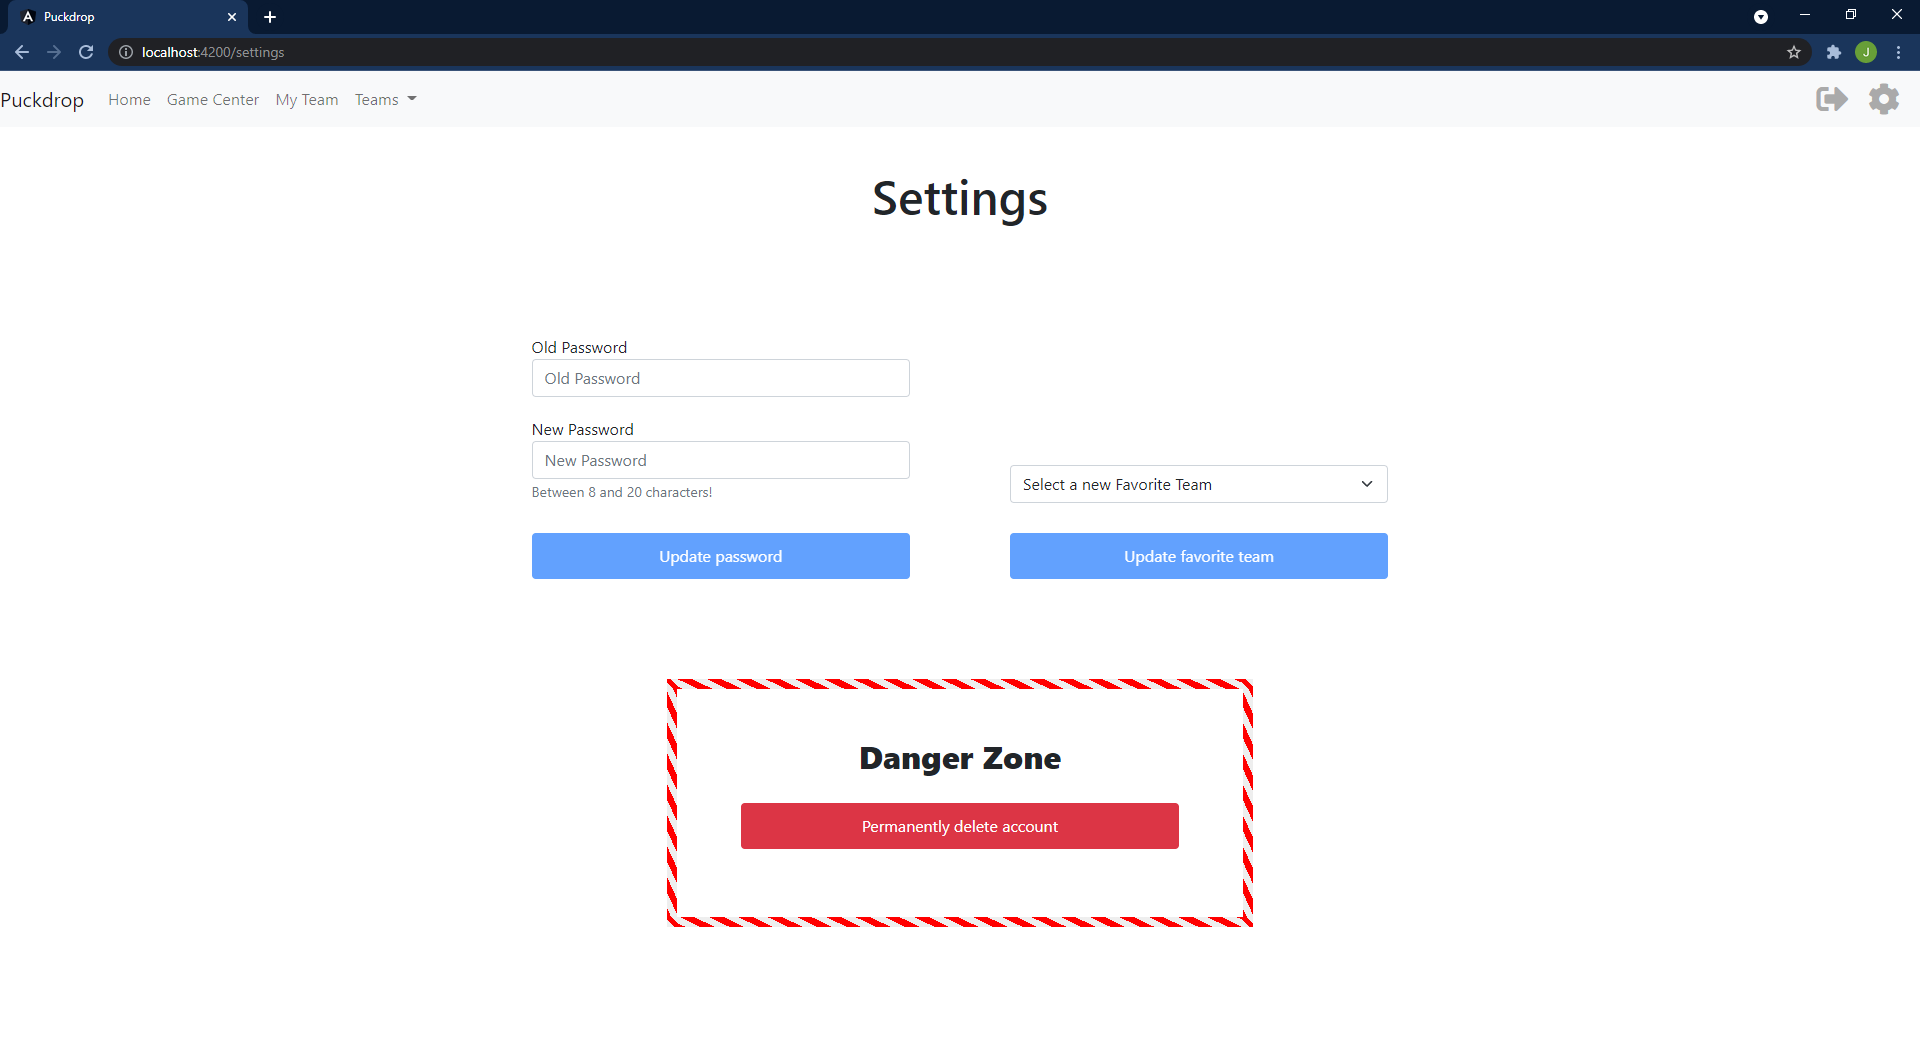 Puckdrop
localhost:4200/settings
J
Puckdrop Home Game Center My Team Teams
Settings
Old Password
Old Password
New Password
New Password
Between 8 and 20 characters!
Select a new Favorite Team
Update password
Update favorite team
Danger Zone
Permanently delete account